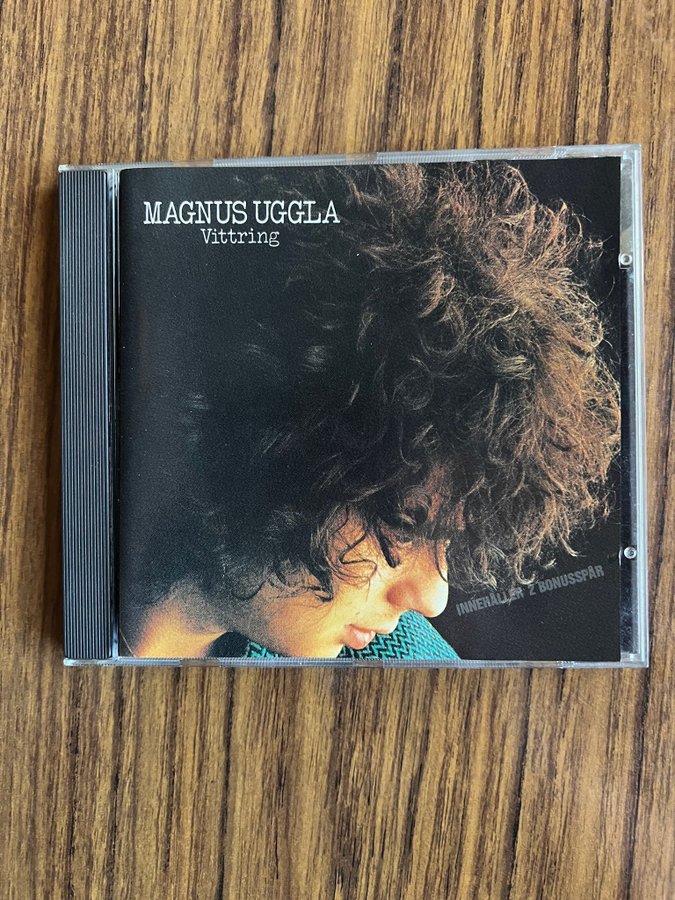 MAGNUS UGGLA
Vittring
INNEHÅLLER 2 BONUSSPÅR